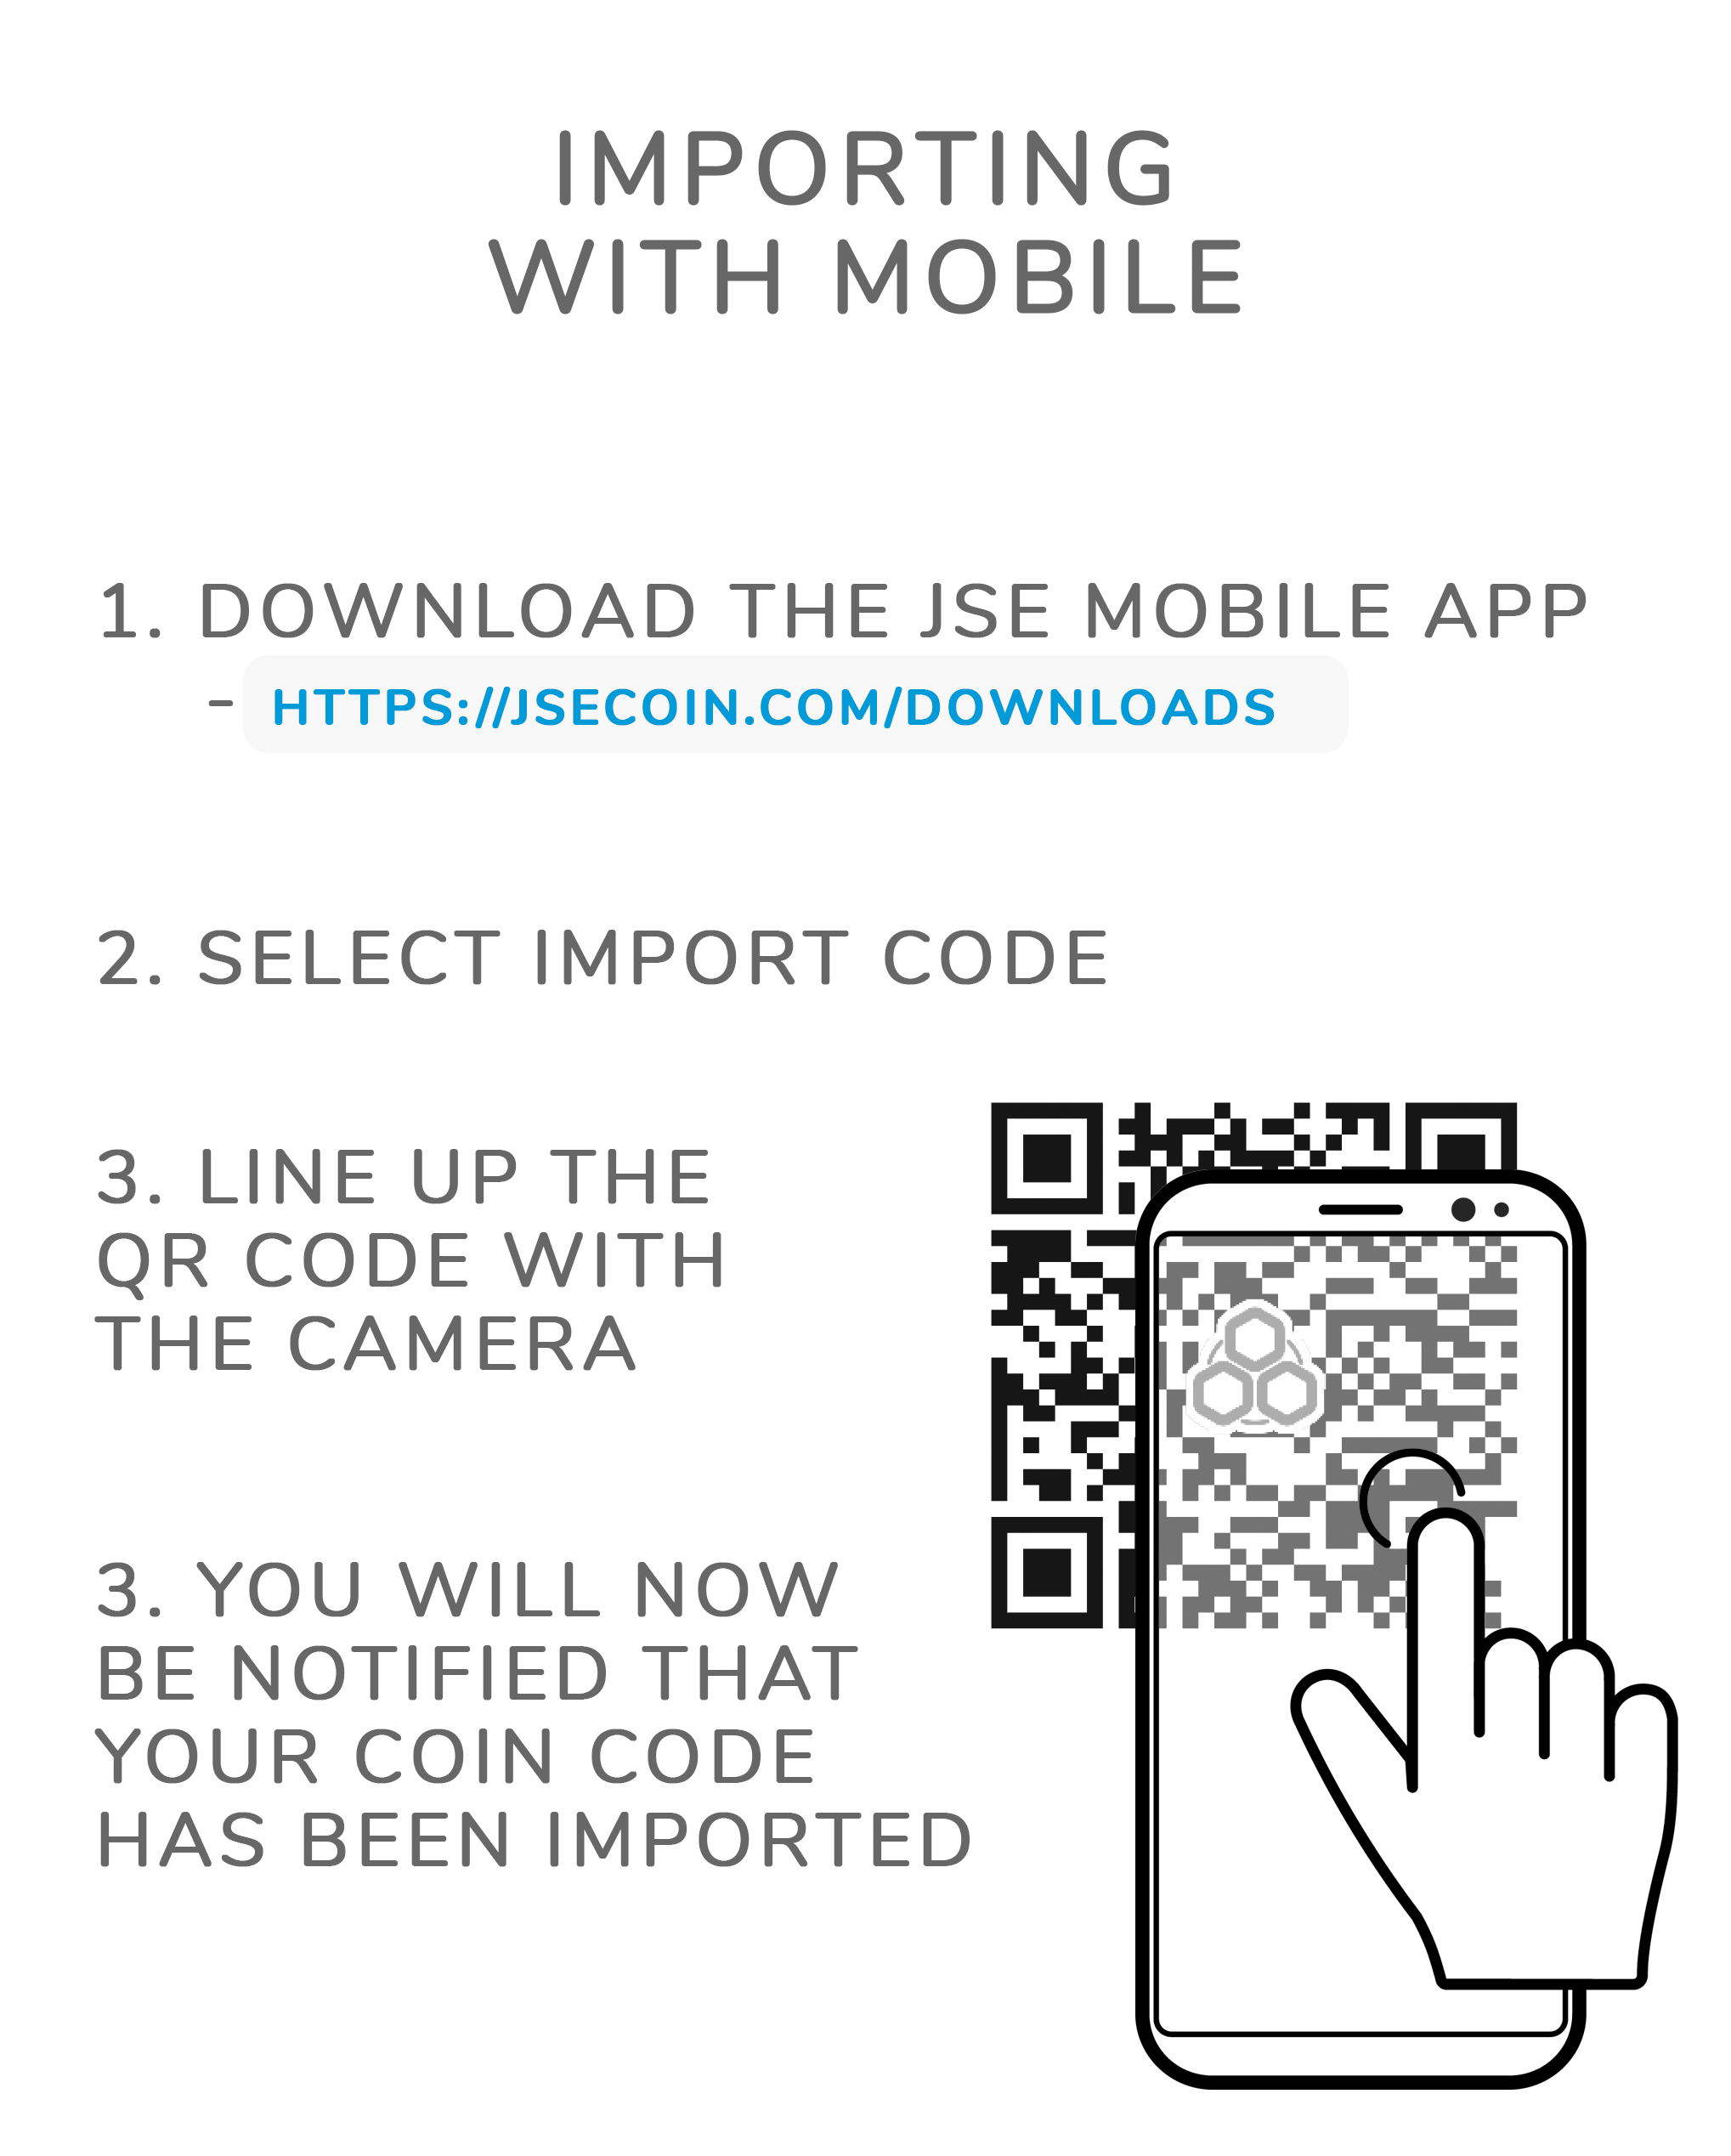 IMPORTING
WITH MOBILE
1. DOWNLOAD THE JSE MOBILE APP
- HTTPS://JSECOIN.COM/DOWNLOADS
2. SELECT IMPORT CODE
3. LINE UP THE
QR CODE WITH
THE CAMERA
3. YOU WILL NOW
BE NOTIFIED THAT
YOUR COIN CODE
HAS BEEN IMPORTED